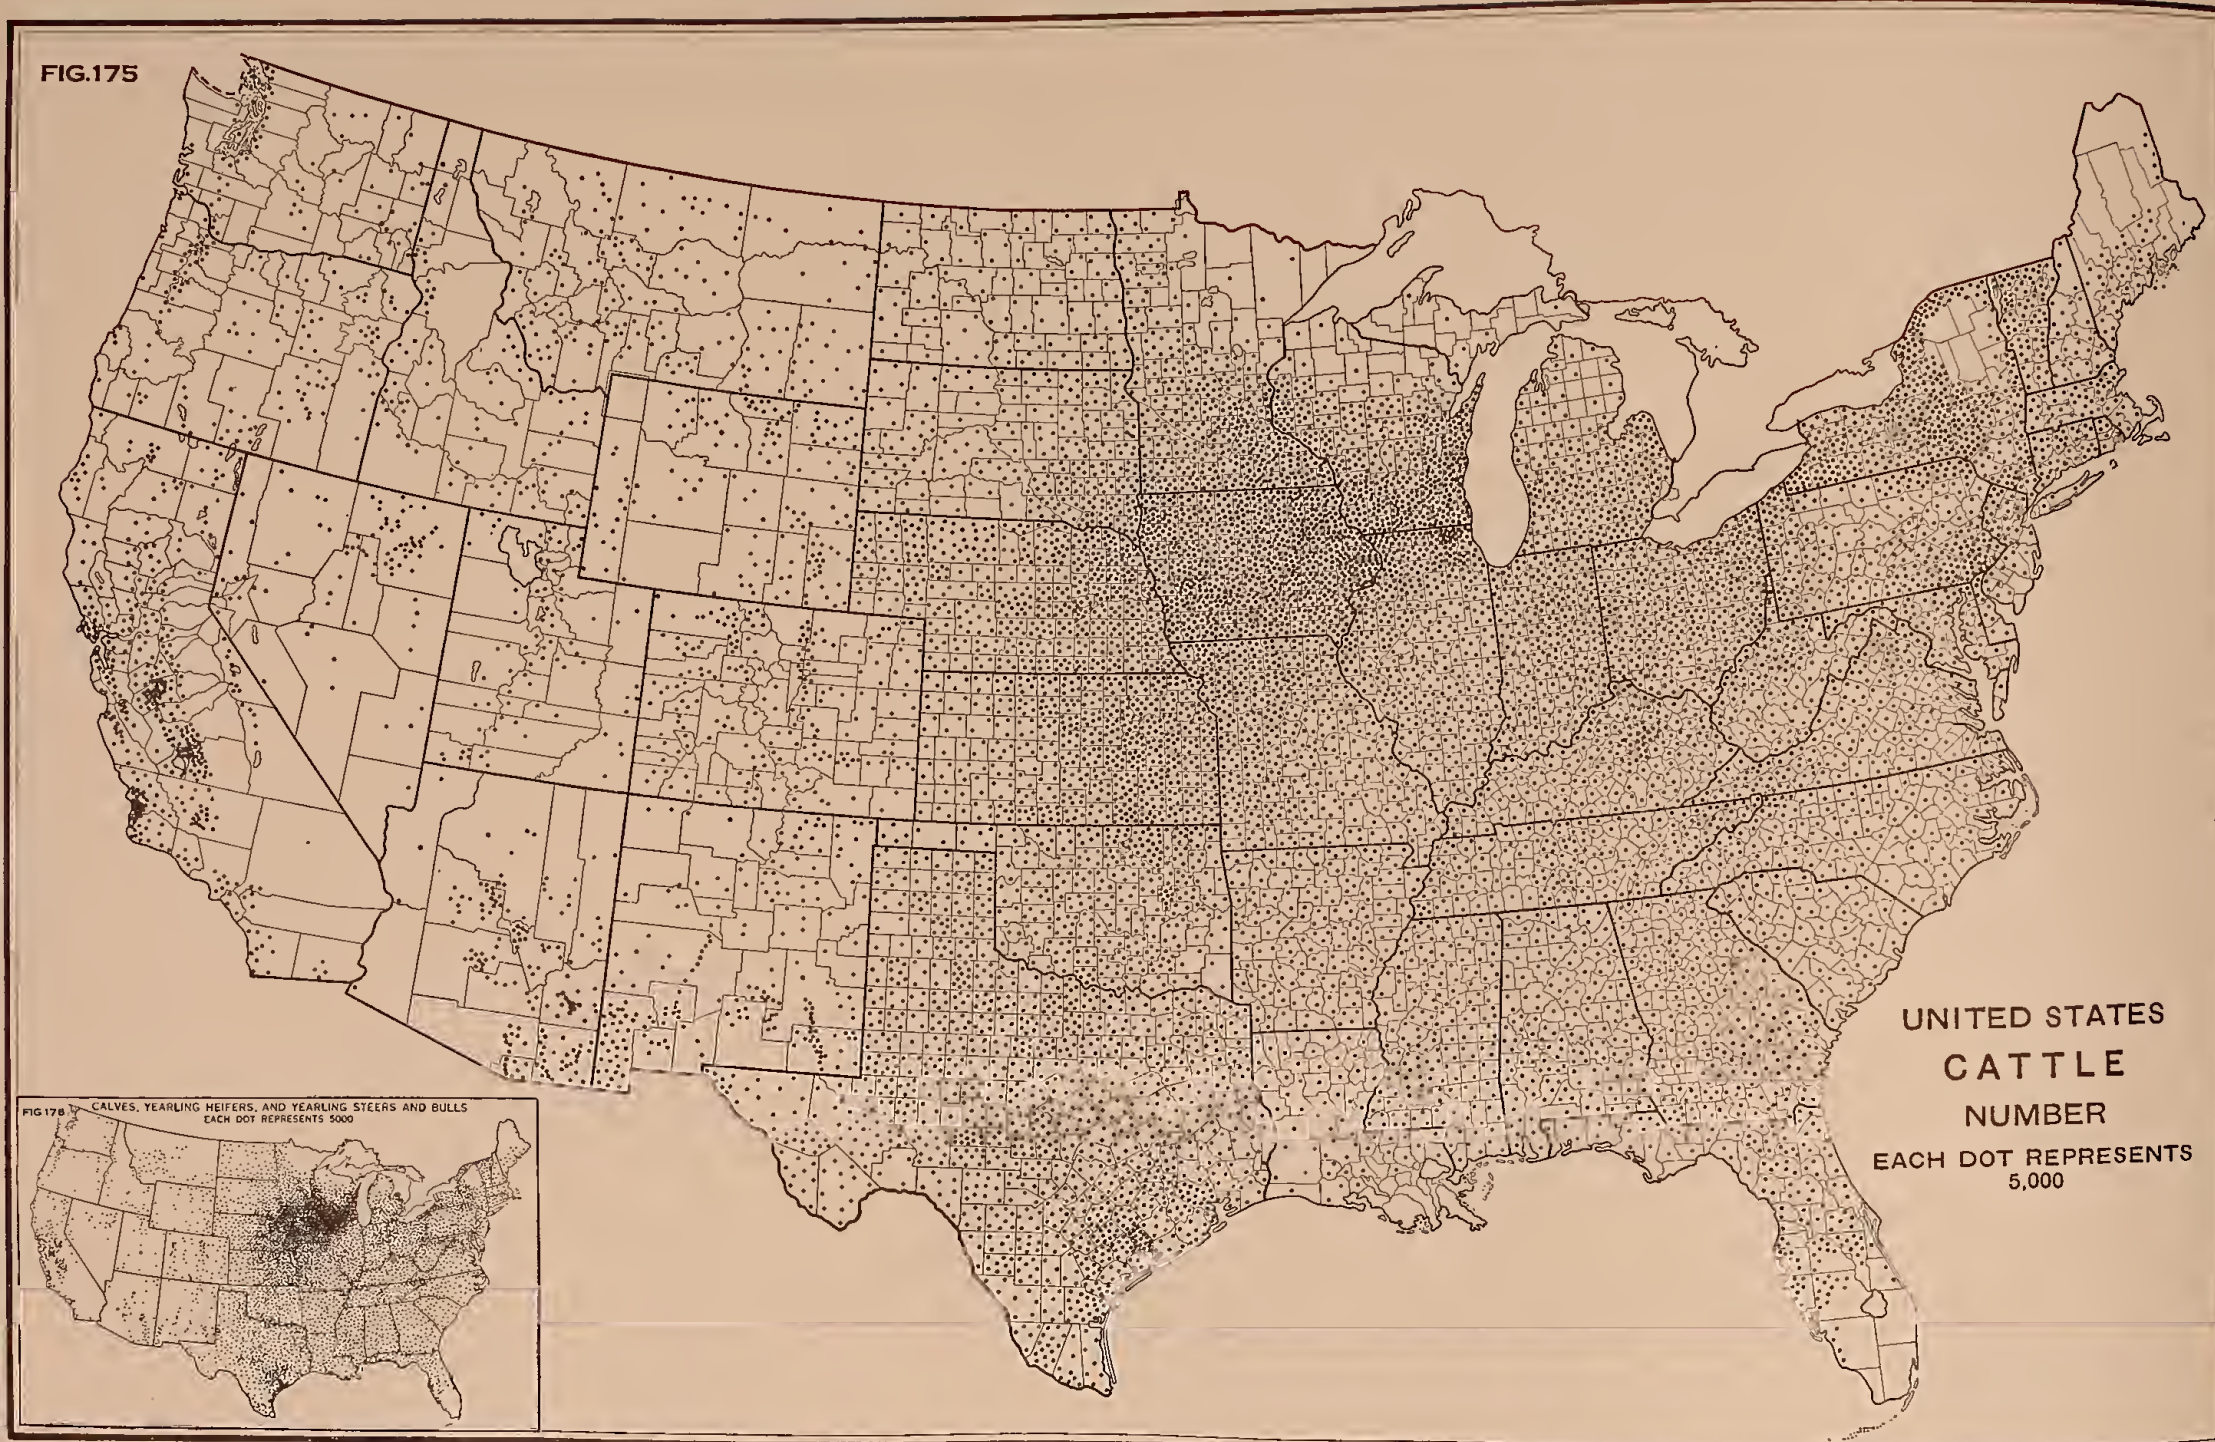 FIG.175
UNITED STATES
CATTLE
NUMBER
EACH DOT REPRESENTS
5,000
FIG 176
CALVES, YEARLING HEIFERS, AND YEARLING STEERS AND BULLS
EACH DOT REPRESENTS 5000